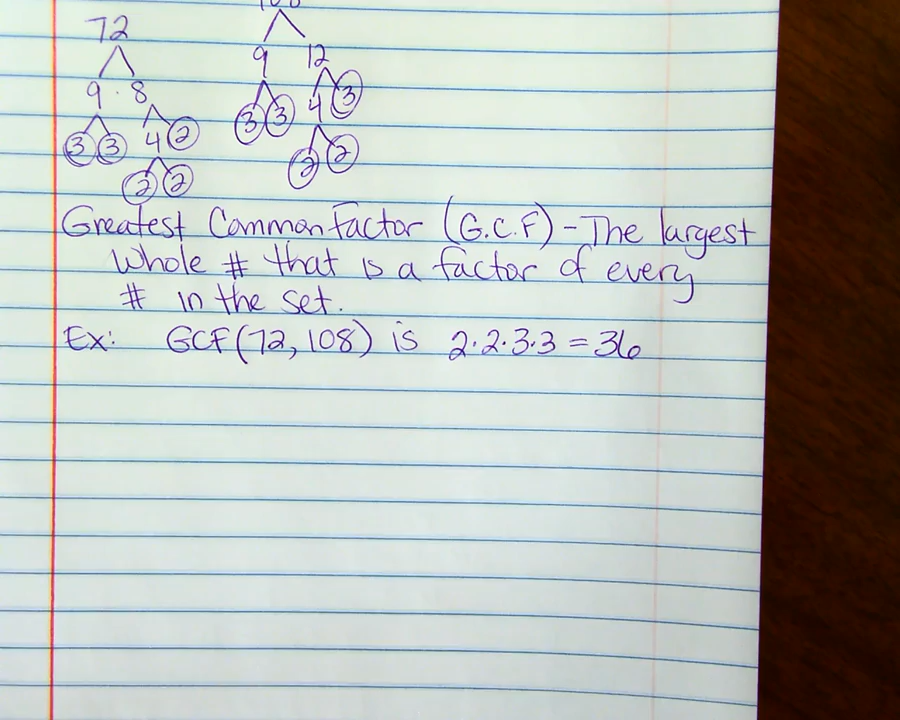 72
9 · 8
3 3 4 2
2 2
9 12
3 3 4 3
2 2
Greatest Common Factor (G.C.F) - The largest
Whole # that is a factor of every
# in the set.
Ex: GCF(72, 108) is 2·2·3·3 = 36